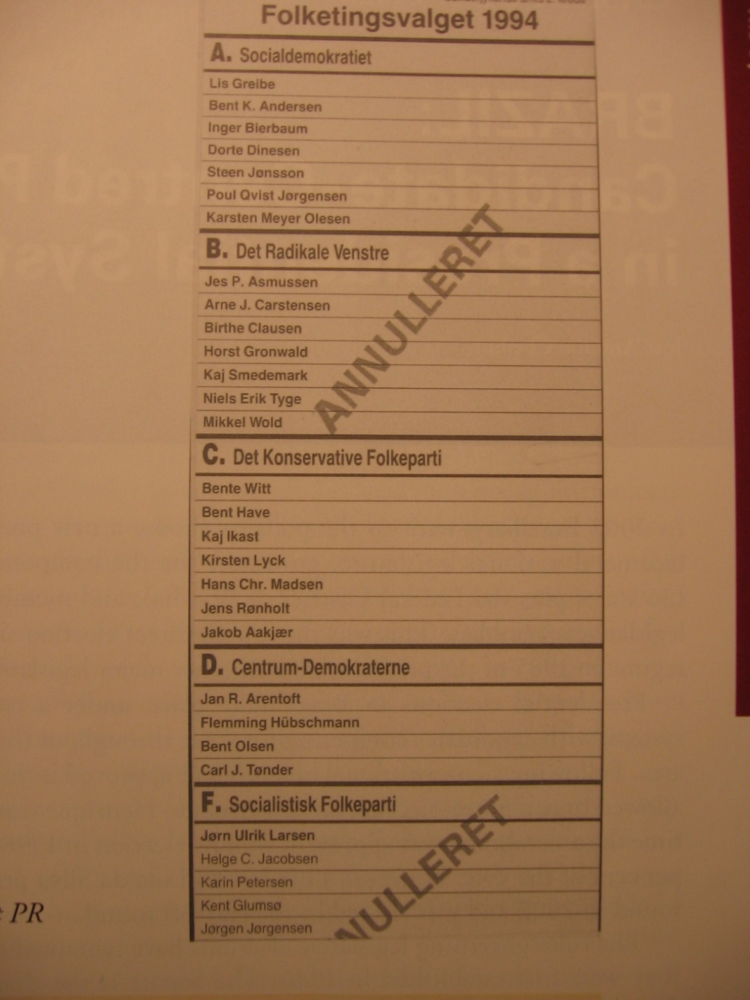 Folketingsvalget 1994
A. Socialdemokratiet
Lis Greibe
Bent K. Andersen
Inger Bierbaum
Dorte Dinesen
Steen Jønsson
Poul Qvist Jørgensen
Karsten Meyer Olesen
B. Det Radikale Venstre
Jes P. Asmussen
Arne J. Carstensen
Birthe Clausen
Horst Gronwald
Kaj Smedemark
Niels Erik Tyge
Mikkel Wold
ANNULLERET
C. Det Konservative Folkeparti
Bente Witt
Bent Have
Kaj Ikast
Kirsten Lyck
Hans Chr. Madsen
Jens Rønholt
Jakob Aakjær
D. Centrum-Demokraterne
Jan R. Arentoft
Flemming Hübschmann
Bent Olsen
Carl J. Tønder
F. Socialistisk Folkeparti
Jørn Ulrik Larsen
Helge C. Jacobsen
Karin Petersen
Kent Glumsø
Jørgen Jørgensen
NULLERET
PR